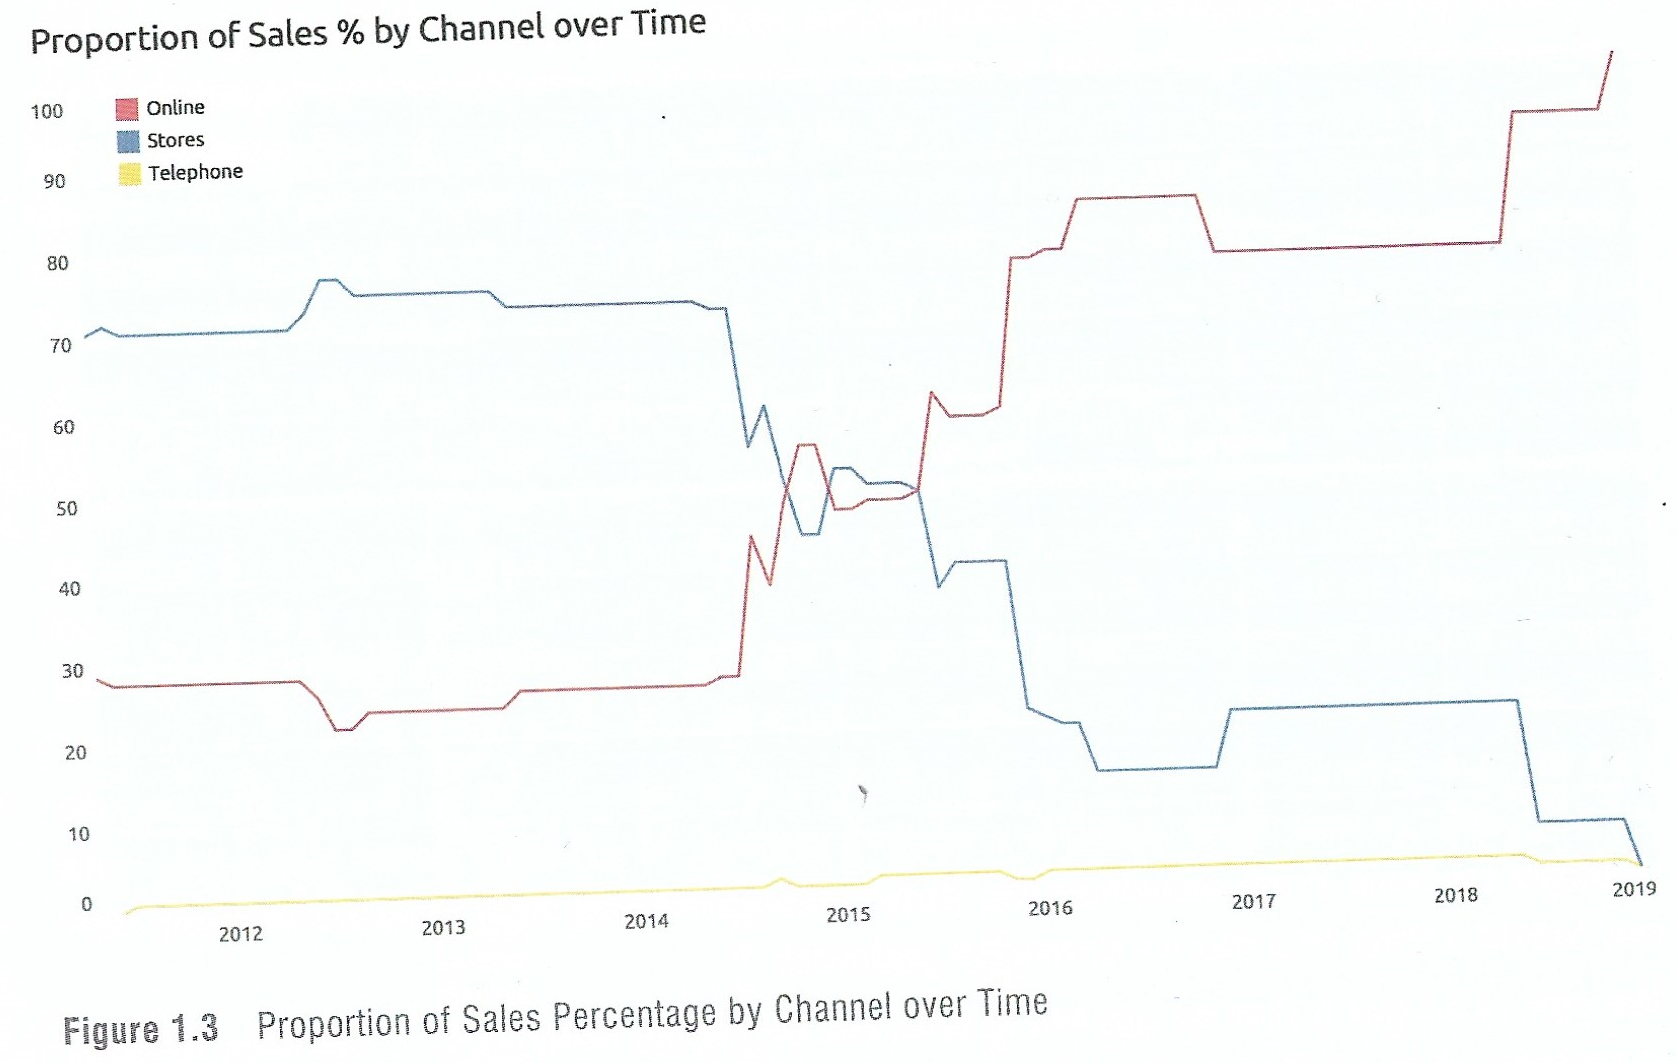 Proportion of Sales % by Channel over Time
100
Online
Stores
90
Telephone
80
70
60
50
40
30
20
10
0
2012 2013 2014 2015 2016 2017 2018 2019
Figure 1.3 Proportion of Sales Percentage by Channel over Time